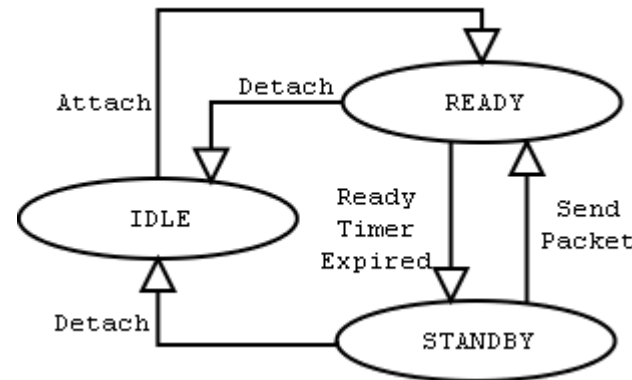 Detach
READY
Attach
Ready
Timer
Expired
Send
Packet
IDLE
Detach
STANDBY